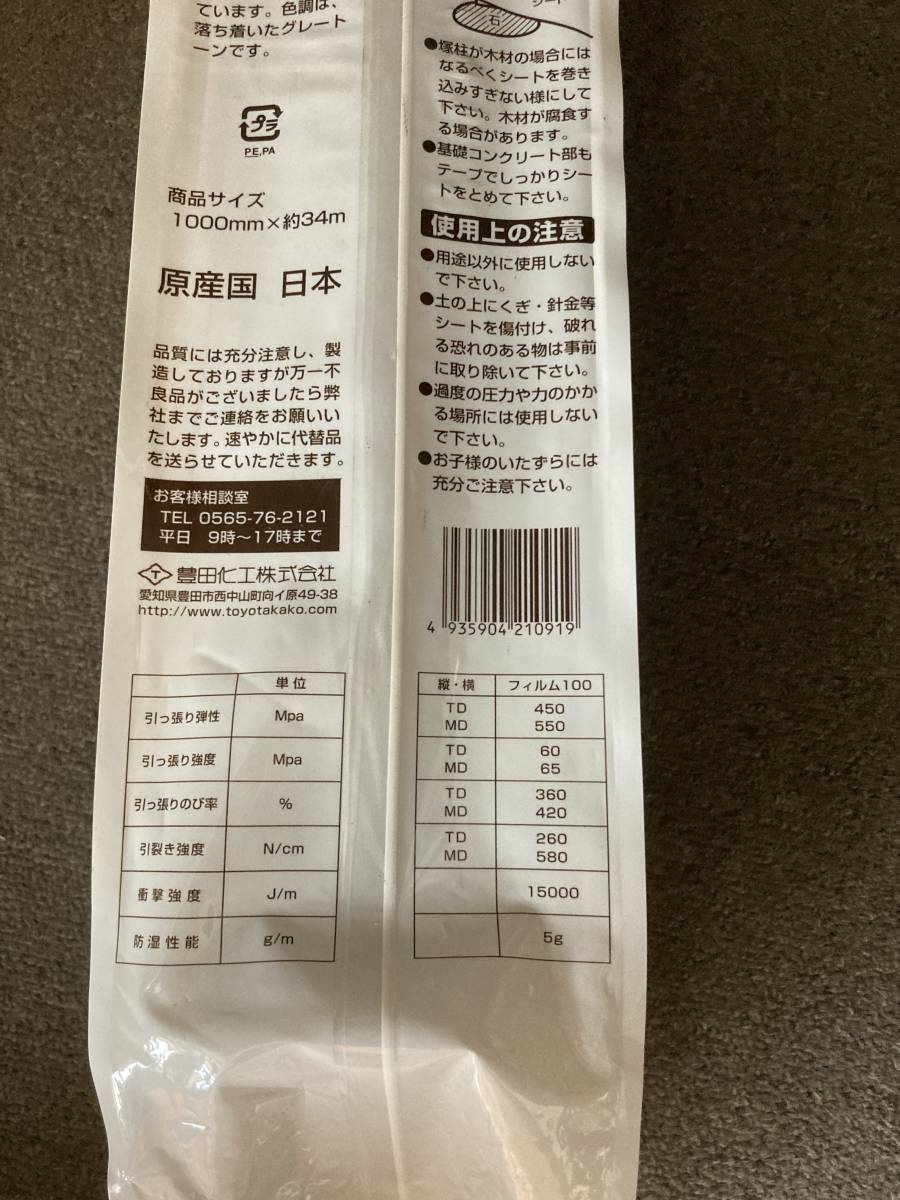 ています。色調は、
落ち着いたグレート
ーンです。
プラ
PE,PA
商品サイズ
1000mm×約34m
原産国 日本
品質には充分注意し、製
造しておりますが万一不
良品がございましたら弊
社までご連絡をお願いい
たします。速やかに代替品
を送らせていただきます。
お客様相談室
TEL 0565-76-2121
平日 9時～17時まで
豊田化工株式会社
愛知県豊田市西中山町向イ原49-38
http://www.toyotakako.com
シート
石
●塚柱が木材の場合には
なるべくシートを巻き
込みすぎない様にして
下さい。木材が腐食す
る場合があります。
●基礎コンクリート部も
テープでしっかりシー
トをとめて下さい。
使用上の注意
●用途以外に使用しない
で下さい。
●土の上にくぎ・針金等
シートを傷付け、破れ
る恐れのある物は事前
に取り除いて下さい。
●過度の圧力や力のかか
る場所には使用しない
で下さい。
●お子様のいたずらには
充分ご注意下さい。
4 935904 210919
単位 縦・横 フィルム100
引っ張り弾性 Mpa TD 450
MD 550
引っ張り強度 Mpa TD 60
MD 65
引っ張りのび率 % TD 360
MD 420
引裂き強度 N/cm TD 260
MD 580
衝撃強度 J/m 15000
防湿性能 g/m 5g